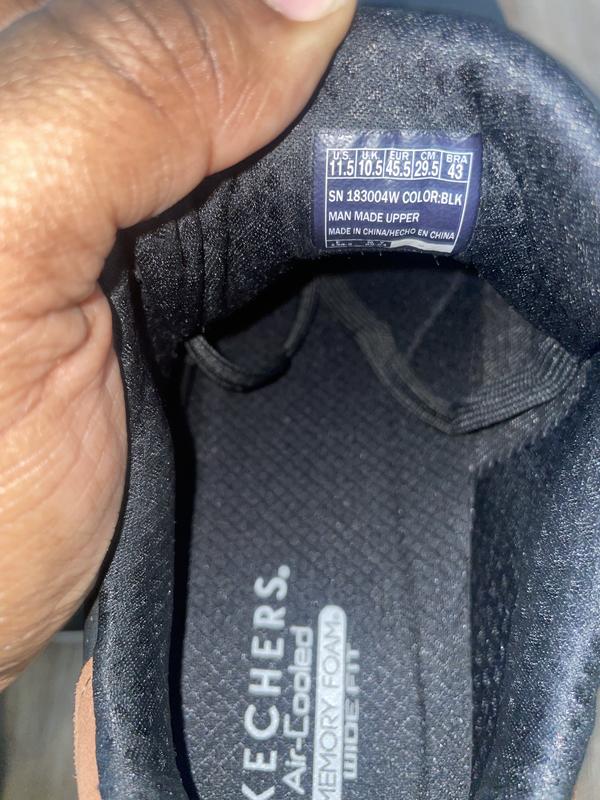 U.S. U.K. EUR CM BRA
11.5 10.5 45.5 29.5 43
SN 183004W COLOR:BLK
MAN MADE UPPER
MADE IN CHINA/HECHO EN CHINA
KECHERS.
Air-Cooled
MEMORY FOAM
WIDE FIT